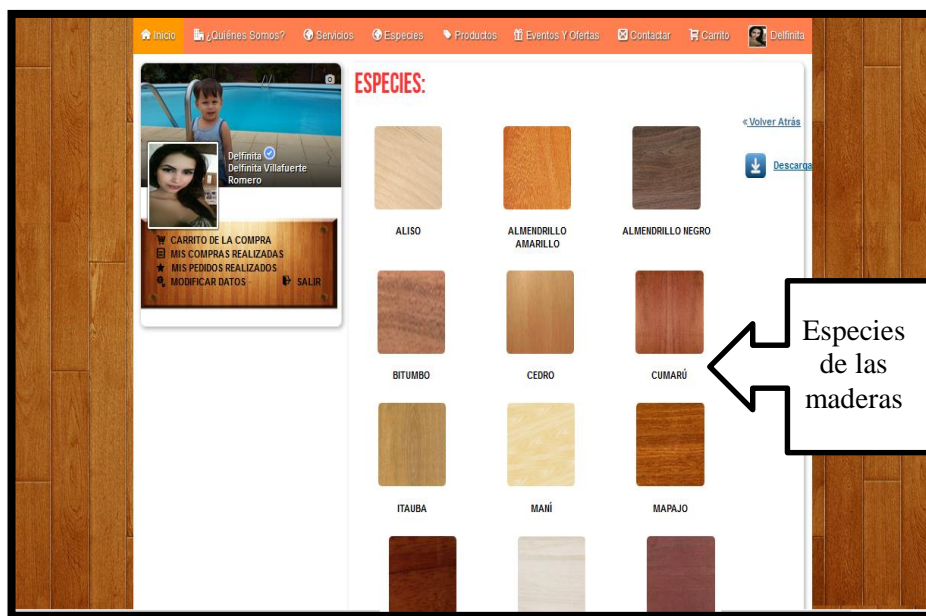 Inicio ¿Quiénes Somos? Servicios Especies Productos Eventos Y Ofertas Contactar Carrito Delfinita
ESPECIES:
« Volver Atrás
Descarga
Delfinita
Delfinita Villafuerte
Romero
CARRITO DE LA COMPRA
MIS COMPRAS REALIZADAS
MIS PEDIDOS REALIZADOS
MODIFICAR DATOS SALIR
ALISO
ALMENDRILLO
AMARILLO
ALMENDRILLO NEGRO
BITUMBO
CEDRO
CUMARÚ
ITAUBA
MANÍ
MAPAJO
Especies
de las
maderas